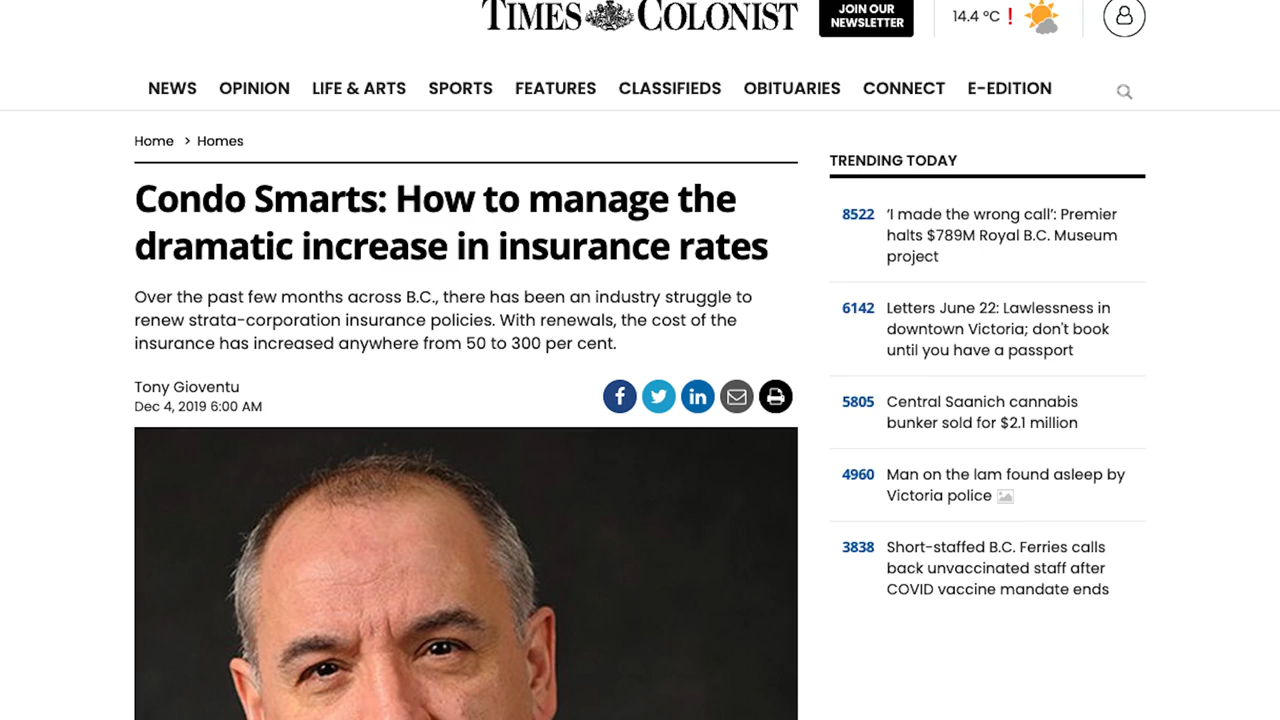 TIMES COLONIST
JOIN OUR
NEWSLETTER
14.4 ºC !
NEWS OPINION LIFE & ARTS SPORTS FEATURES CLASSIFIEDS OBITUARIES CONNECT E-EDITION
Home > Homes
Condo Smarts: How to manage the
dramatic increase in insurance rates
Over the past few months across B.C., there has been an industry struggle to
renew strata-corporation insurance policies. With renewals, the cost of the
insurance has increased anywhere from 50 to 300 per cent.
Tony Gioventu
Dec 4, 2019 6:00 AM
TRENDING TODAY
8522 ‘I made the wrong call’: Premier
halts $789M Royal B.C. Museum
project
6142 Letters June 22: Lawlessness in
downtown Victoria; don't book
until you have a passport
5805 Central Saanich cannabis
bunker sold for $2.1 million
4960 Man on the lam found asleep by
Victoria police
3838 Short-staffed B.C. Ferries calls
back unvaccinated staff after
COVID vaccine mandate ends